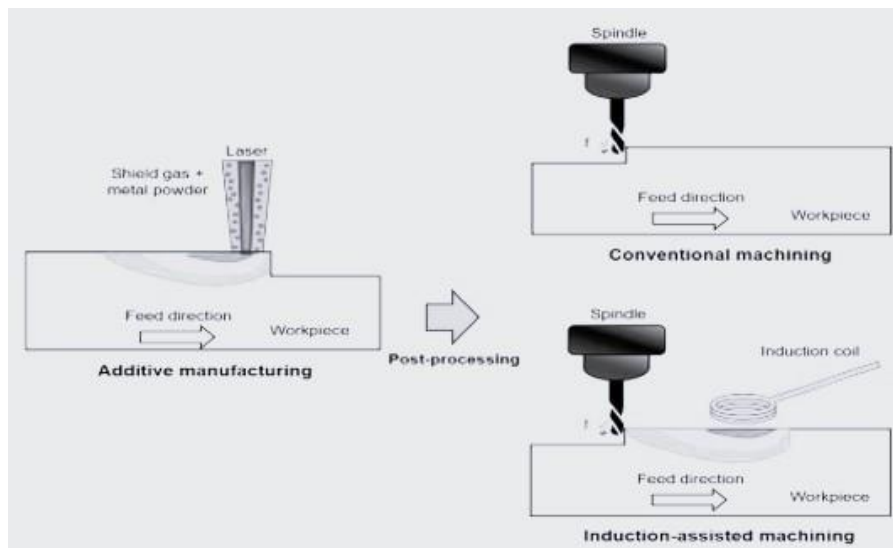 Laser
Shield gas +
metal powder
Feed direction
Workpiece
Additive manufacturing
Post-processing
Spindle
f
Feed direction
Workpiece
Conventional machining
Spindle
Induction coil
f
Feed direction
Workpiece
Induction-assisted machining